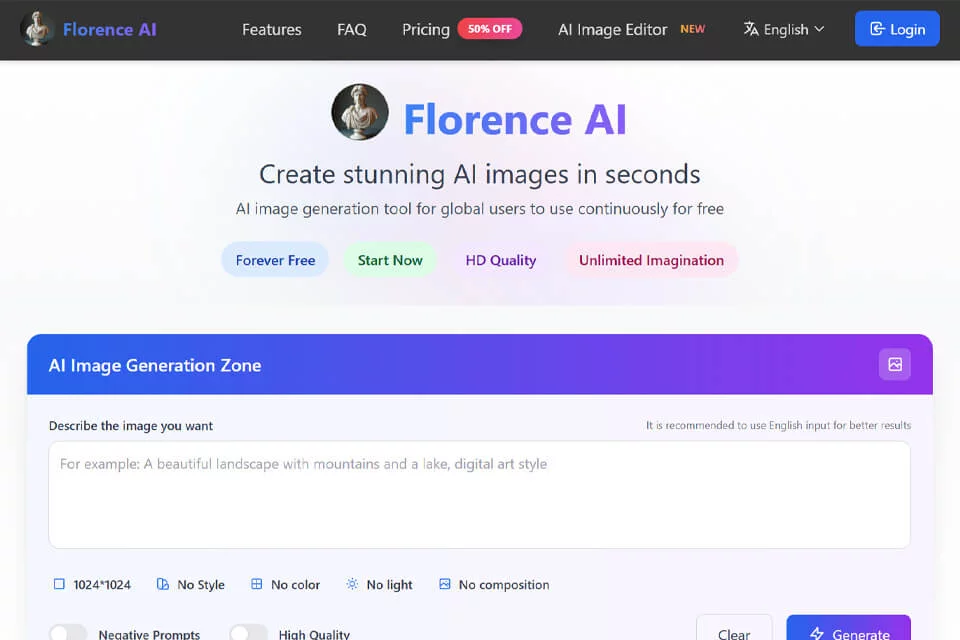 Florence AI Features FAQ Pricing 50% OFF AI Image Editor NEW English Login
Florence AI
Create stunning AI images in seconds
AI image generation tool for global users to use continuously for free
Forever Free Start Now HD Quality Unlimited Imagination
AI Image Generation Zone
Describe the image you want It is recommended to use English input for better results
For example: A beautiful landscape with mountains and a lake, digital art style
1024*1024 No Style No color No light No composition
Negative Prompts High Quality Clear Generate